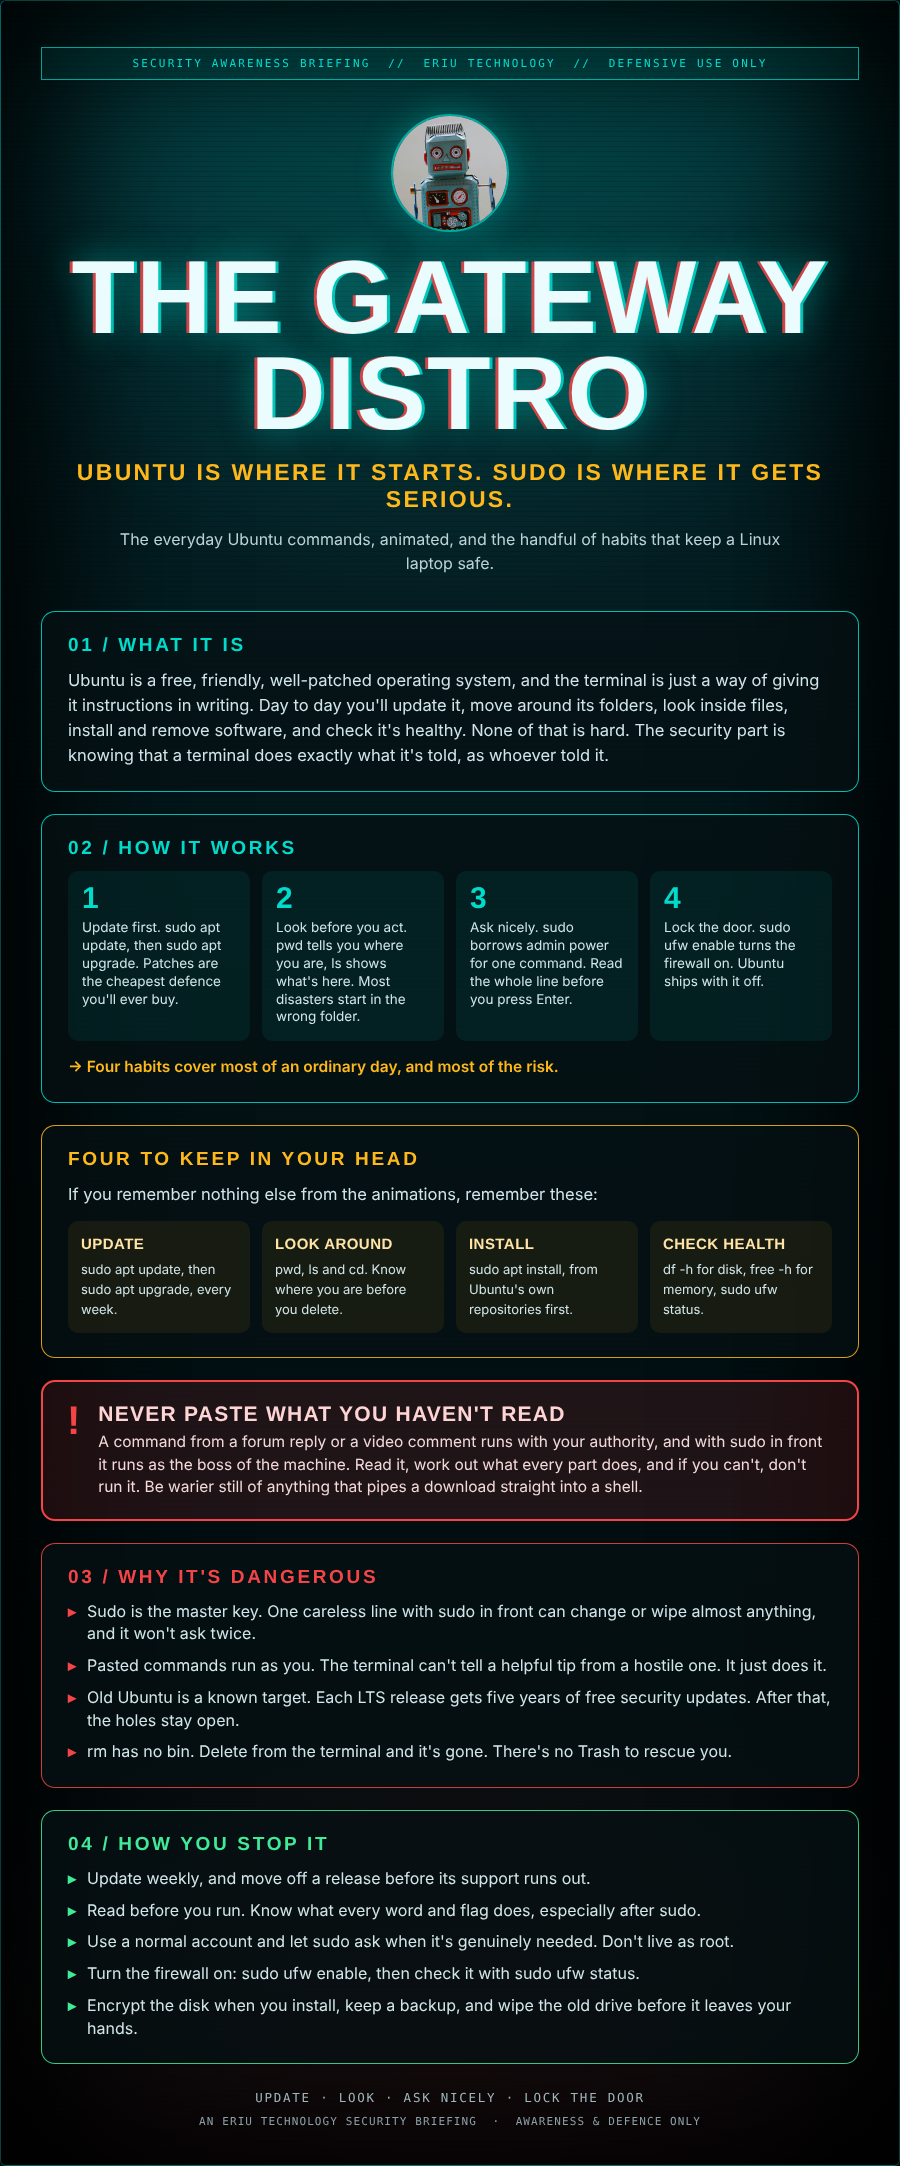 SECURITY AWARENESS BRIEFING // ERIU TECHNOLOGY // DEFENSIVE USE ONLY
THE GATEWAY
DISTRO
UBUNTU IS WHERE IT STARTS. SUDO IS WHERE IT GETS
SERIOUS.
The everyday Ubuntu commands, animated, and the handful of habits that keep a Linux
laptop safe.
01 / WHAT IT IS
Ubuntu is a free, friendly, well-patched operating system, and the terminal is just a way of giving
it instructions in writing. Day to day you'll update it, move around its folders, look inside files,
install and remove software, and check it's healthy. None of that is hard. The security part is
knowing that a terminal does exactly what it's told, as whoever told it.
02 / HOW IT WORKS
1
Update first. sudo apt
update, then sudo apt
upgrade. Patches are
the cheapest defence
you'll ever buy.
2
Look before you act.
pwd tells you where
you are, ls shows
what's here. Most
disasters start in the
wrong folder.
3
Ask nicely. sudo
borrows admin power
for one command. Read
the whole line before
you press Enter.
4
Lock the door. sudo
ufw enable turns the
firewall on. Ubuntu
ships with it off.
→ Four habits cover most of an ordinary day, and most of the risk.
FOUR TO KEEP IN YOUR HEAD
If you remember nothing else from the animations, remember these:
UPDATE
sudo apt update, then
sudo apt upgrade, every
week.
LOOK AROUND
pwd, ls and cd. Know
where you are before
you delete.
INSTALL
sudo apt install, from
Ubuntu's own
repositories first.
CHECK HEALTH
df -h for disk, free -h for
memory, sudo ufw
status.
! NEVER PASTE WHAT YOU HAVEN'T READ
A command from a forum reply or a video comment runs with your authority, and with sudo in front
it runs as the boss of the machine. Read it, work out what every part does, and if you can't, don't
run it. Be warier still of anything that pipes a download straight into a shell.
03 / WHY IT'S DANGEROUS
▸ Sudo is the master key. One careless line with sudo in front can change or wipe almost anything,
and it won't ask twice.
▸ Pasted commands run as you. The terminal can't tell a helpful tip from a hostile one. It just does it.
▸ Old Ubuntu is a known target. Each LTS release gets five years of free security updates. After that,
the holes stay open.
▸ rm has no bin. Delete from the terminal and it's gone. There's no Trash to rescue you.
04 / HOW YOU STOP IT
▸ Update weekly, and move off a release before its support runs out.
▸ Read before you run. Know what every word and flag does, especially after sudo.
▸ Use a normal account and let sudo ask when it's genuinely needed. Don't live as root.
▸ Turn the firewall on: sudo ufw enable, then check it with sudo ufw status.
▸ Encrypt the disk when you install, keep a backup, and wipe the old drive before it leaves your
hands.
UPDATE · LOOK · ASK NICELY · LOCK THE DOOR
AN ERIU TECHNOLOGY SECURITY BRIEFING · AWARENESS & DEFENCE ONLY